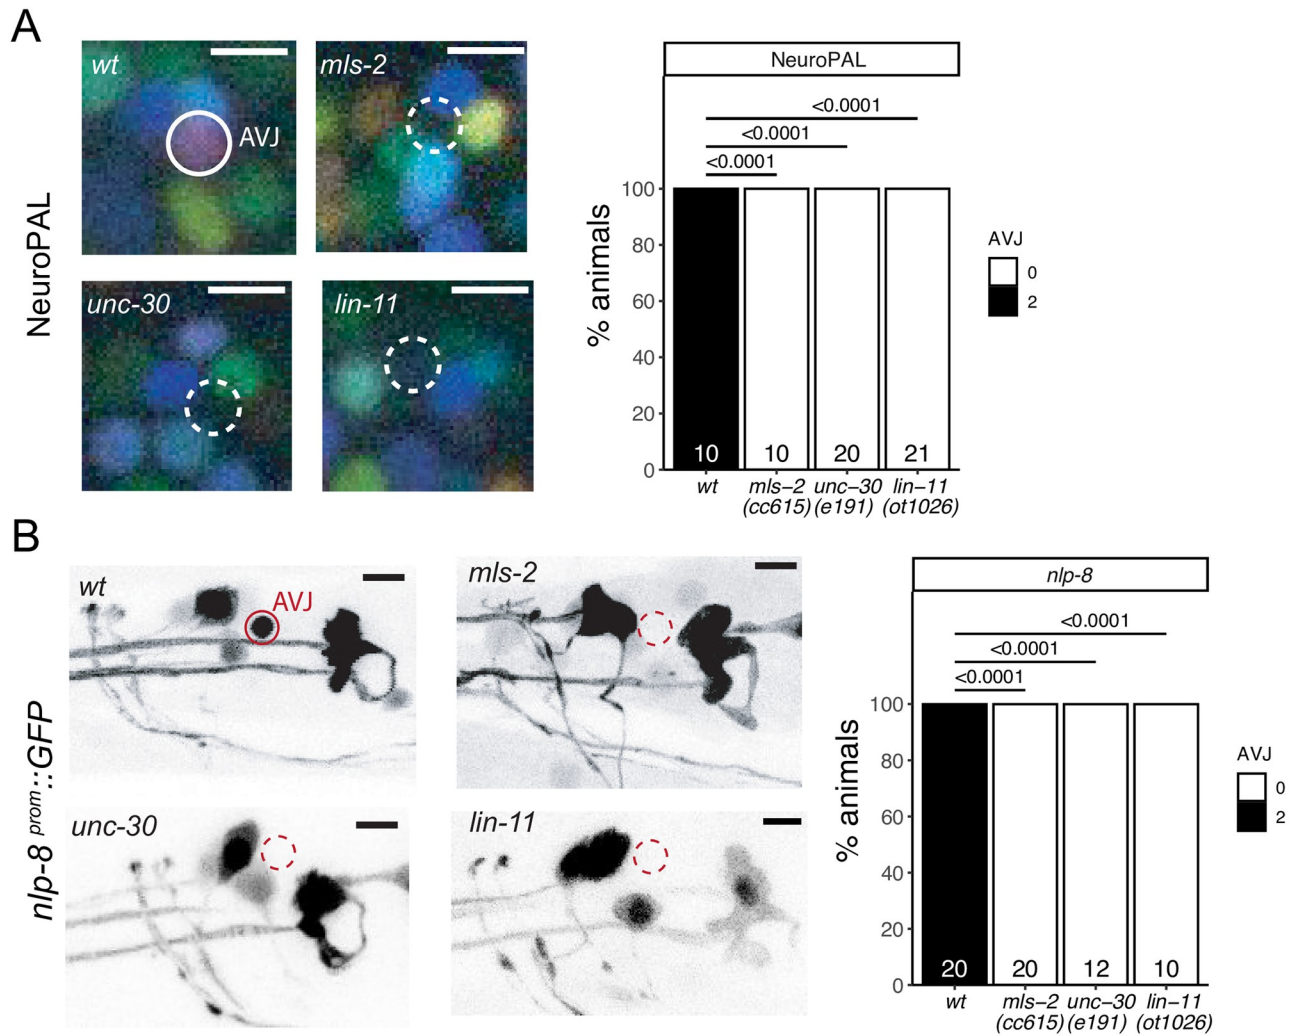 A
NeuroPAL
wt
AVJ
mls-2
unc-30
lin-11
NeuroPAL
<0.0001
<0.0001
<0.0001
% animals
100
80
60
40
20
0
10
10
20
21
wt
mls−2
(cc615)
unc−30
(e191)
lin−11
(ot1026)
AVJ
0
2
B
nlp-8 prom::GFP
wt
AVJ
mls-2
unc-30
lin-11
nlp-8
<0.0001
<0.0001
<0.0001
% animals
100
80
60
40
20
0
20
20
12
10
wt
mls−2
(cc615)
unc−30
(e191)
lin−11
(ot1026)
AVJ
0
2